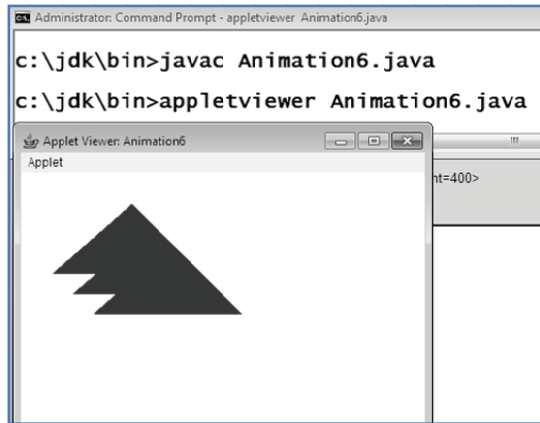 Administrator: Command Prompt - appletviewer Animation6.java
c:\jdk\bin>javac Animation6.java
c:\jdk\bin>appletviewer Animation6.java
Applet Viewer: Animation6
Applet
nt=400>